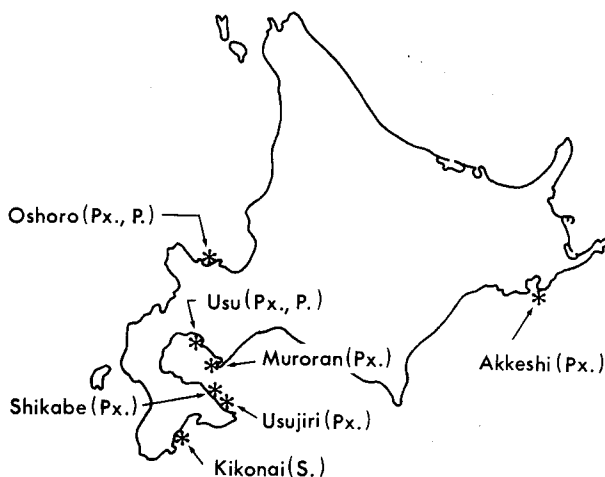 Oshoro (Px., P.)
Usu (Px., P.)
Muroran (Px.)
Akkeshi (Px.)
Shikabe (Px.)
Usujiri (Px.)
Kikonai (S.)